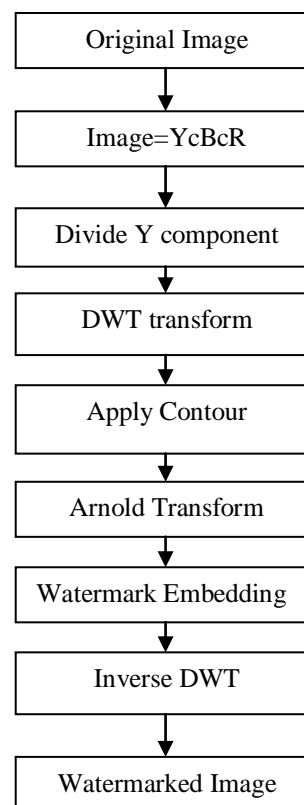 Original Image
Image=YcBcR
Divide Y component
DWT transform
Apply Contour
Arnold Transform
Watermark Embedding
Inverse DWT
Watermarked Image